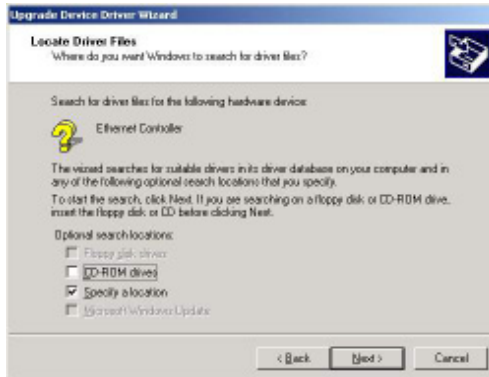 Upgrade Device Driver Wizard
Locate Driver Files
Where do you want Windows to search for driver files?
Search for driver files for the following hardware device:
Ethernet Controller
The wizard searches for suitable drivers in its driver database on your computer and in
any of the following optional search locations that you specify.
To start the search, click Next. If you are searching on a floppy disk or CD-ROM drive,
insert the floppy disk or CD before clicking Next.
Optional search locations:
Floppy disk drives
CD-ROM drives
Specify a location
Microsoft Windows Update
< Back
Next >
Cancel